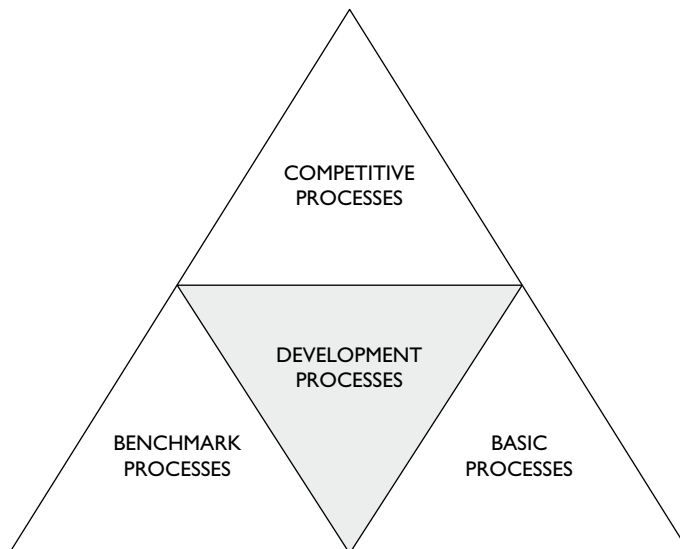 COMPETITIVE
PROCESSES
DEVELOPMENT
PROCESSES
BENCHMARK
PROCESSES
BASIC
PROCESSES